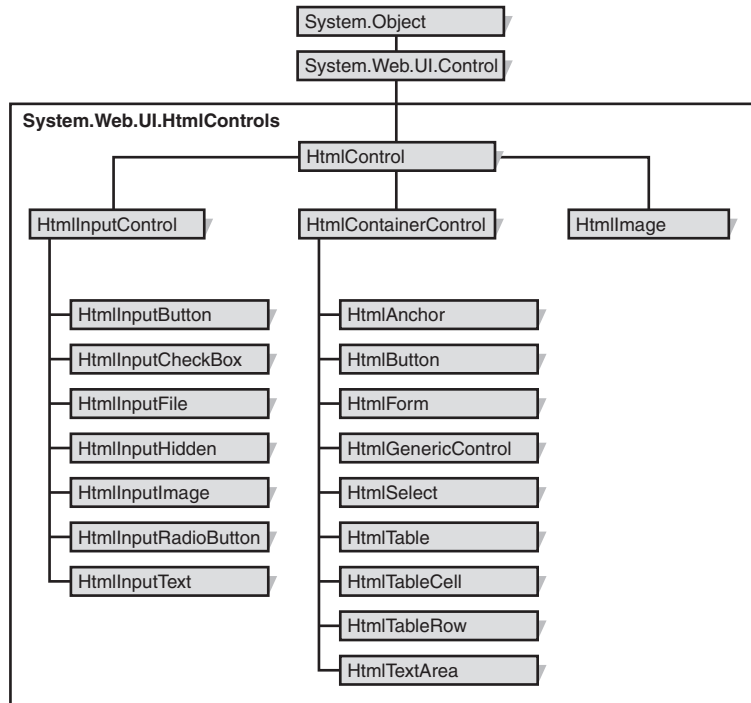 System.Object
System.Web.UI.Control
System.Web.UI.HtmlControls
HtmlControl
HtmlInputControl
HtmlContainerControl
HtmlImage
HtmlInputButton
HtmlInputCheckBox
HtmlInputFile
HtmlInputHidden
HtmlInputImage
HtmlInputRadioButton
HtmlInputText
HtmlAnchor
HtmlButton
HtmlForm
HtmlGenericControl
HtmlSelect
HtmlTable
HtmlTableCell
HtmlTableRow
HtmlTextArea